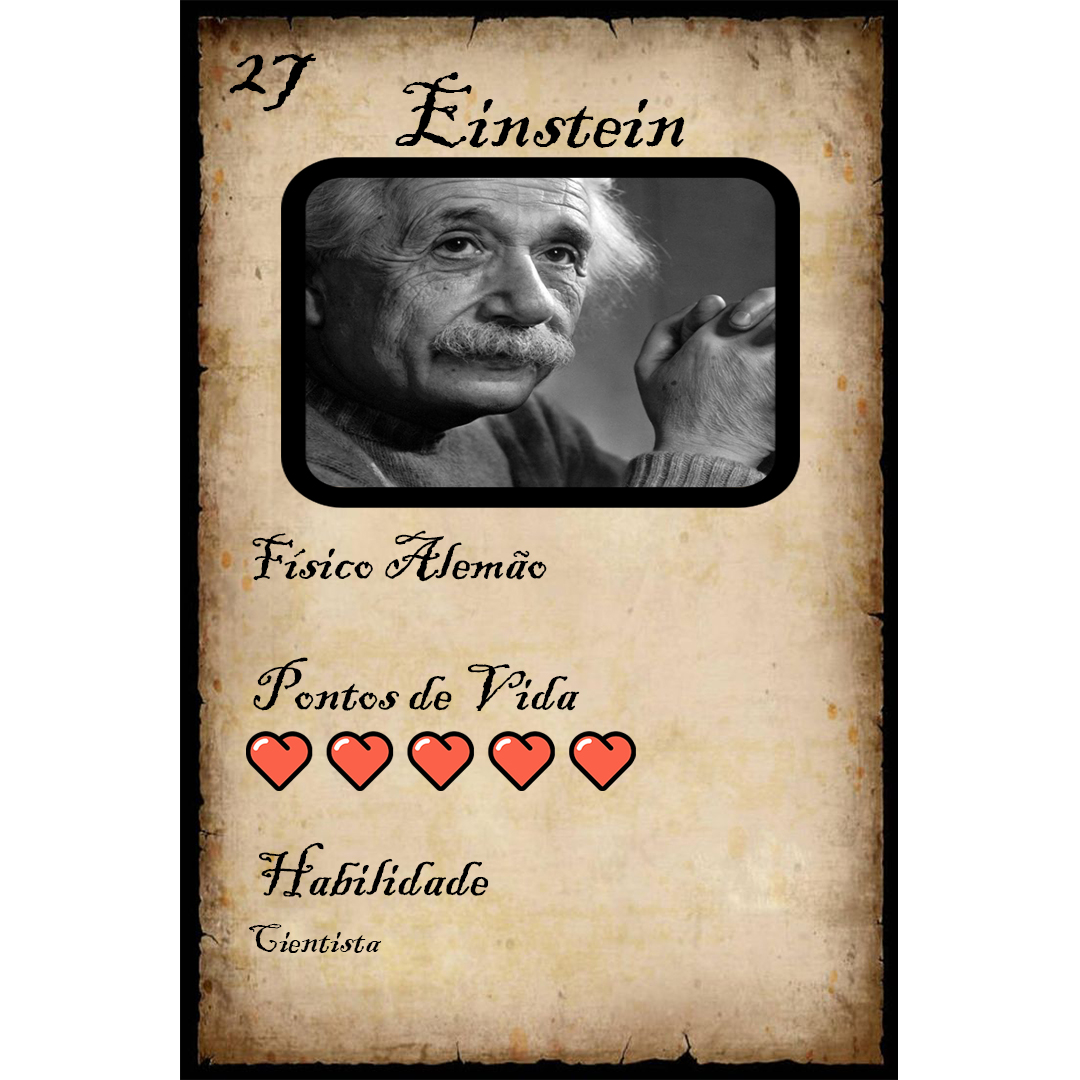 27
Einstein
Físico Alemão
Pontos de Vida
Habilidade
Cientista